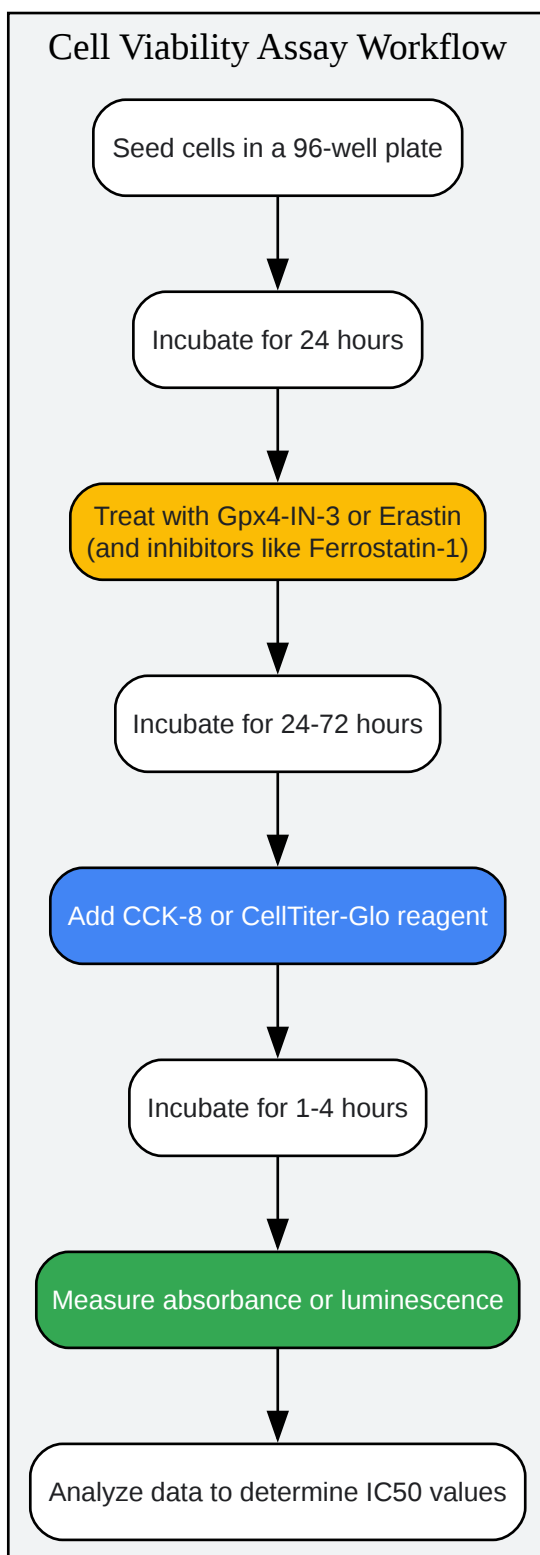 Cell Viability Assay Workflow
Seed cells in a 96-well plate
Incubate for 24 hours
Treat with Gpx4-IN-3 or Erastin
(and inhibitors like Ferrostatin-1)
Incubate for 24-72 hours
Add CCK-8 or CellTiter-Glo reagent
Incubate for 1-4 hours
Measure absorbance or luminescence
Analyze data to determine IC50 values